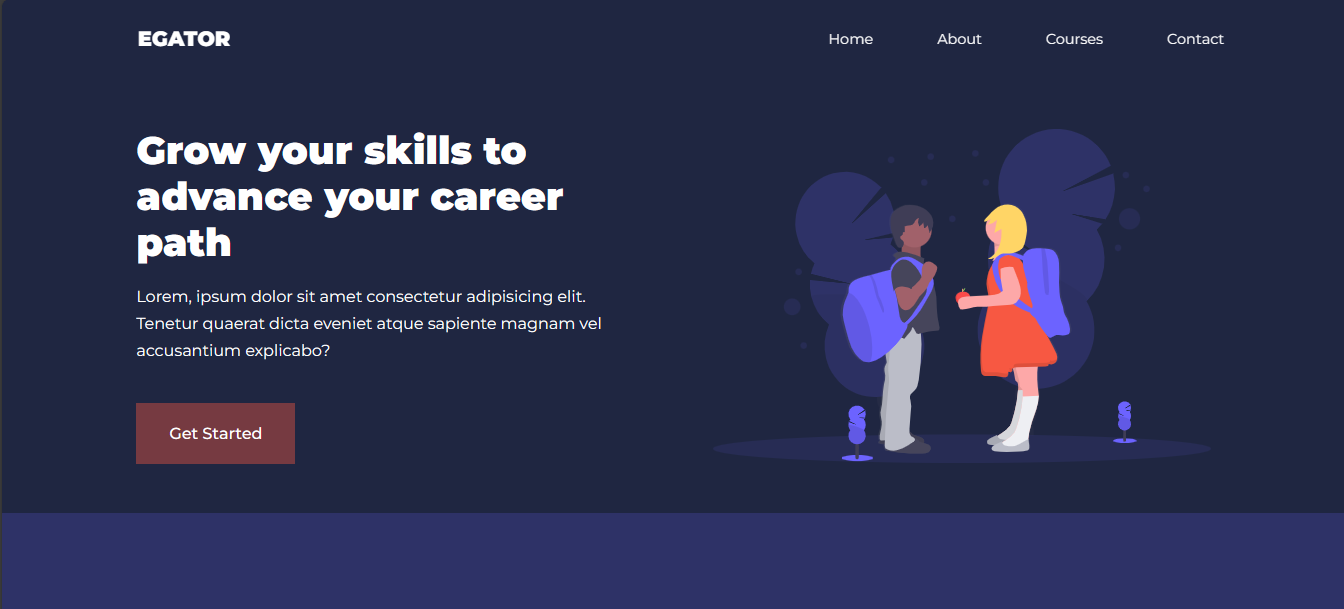 EGATOR
Home
About
Courses
Contact
Grow your skills to
advance your career
path
Lorem, ipsum dolor sit amet consectetur adipisicing elit.
Tenetur quaerat dicta eveniet atque sapiente magnam vel
accusantium explicabo?
Get Started